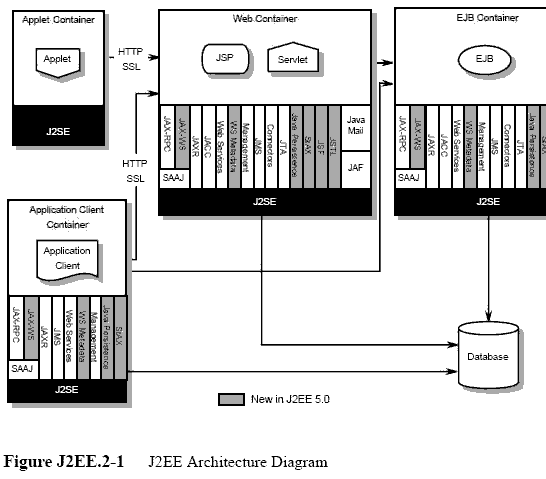 Applet Container
Applet
J2SE
HTTP
SSL
Web Container
JSP
Servlet
JAX-RPC
JAX-WS
SAAJ
JAXR
JACC
Web Services
WS Metadata
Management
JMS
Connectors
JTA
Java Persistence
StAX
JSF
JSTL
Java
Mail
JAF
J2SE
EJB Container
EJB
JAX-RPC
JAX-WS
SAAJ
JAXR
JACC
Web Services
WS Metadata
Management
JMS
Connectors
JTA
Java Persistence
StAX
J2SE
HTTP
SSL
Application Client
Container
Application
Client
JAX-RPC
JAX-WS
SAAJ
JAXR
JMS
Web Services
WS Metadata
Management
Java Persistence
StAX
J2SE
Database
New in J2EE 5.0
Figure J2EE.2-1 J2EE Architecture Diagram